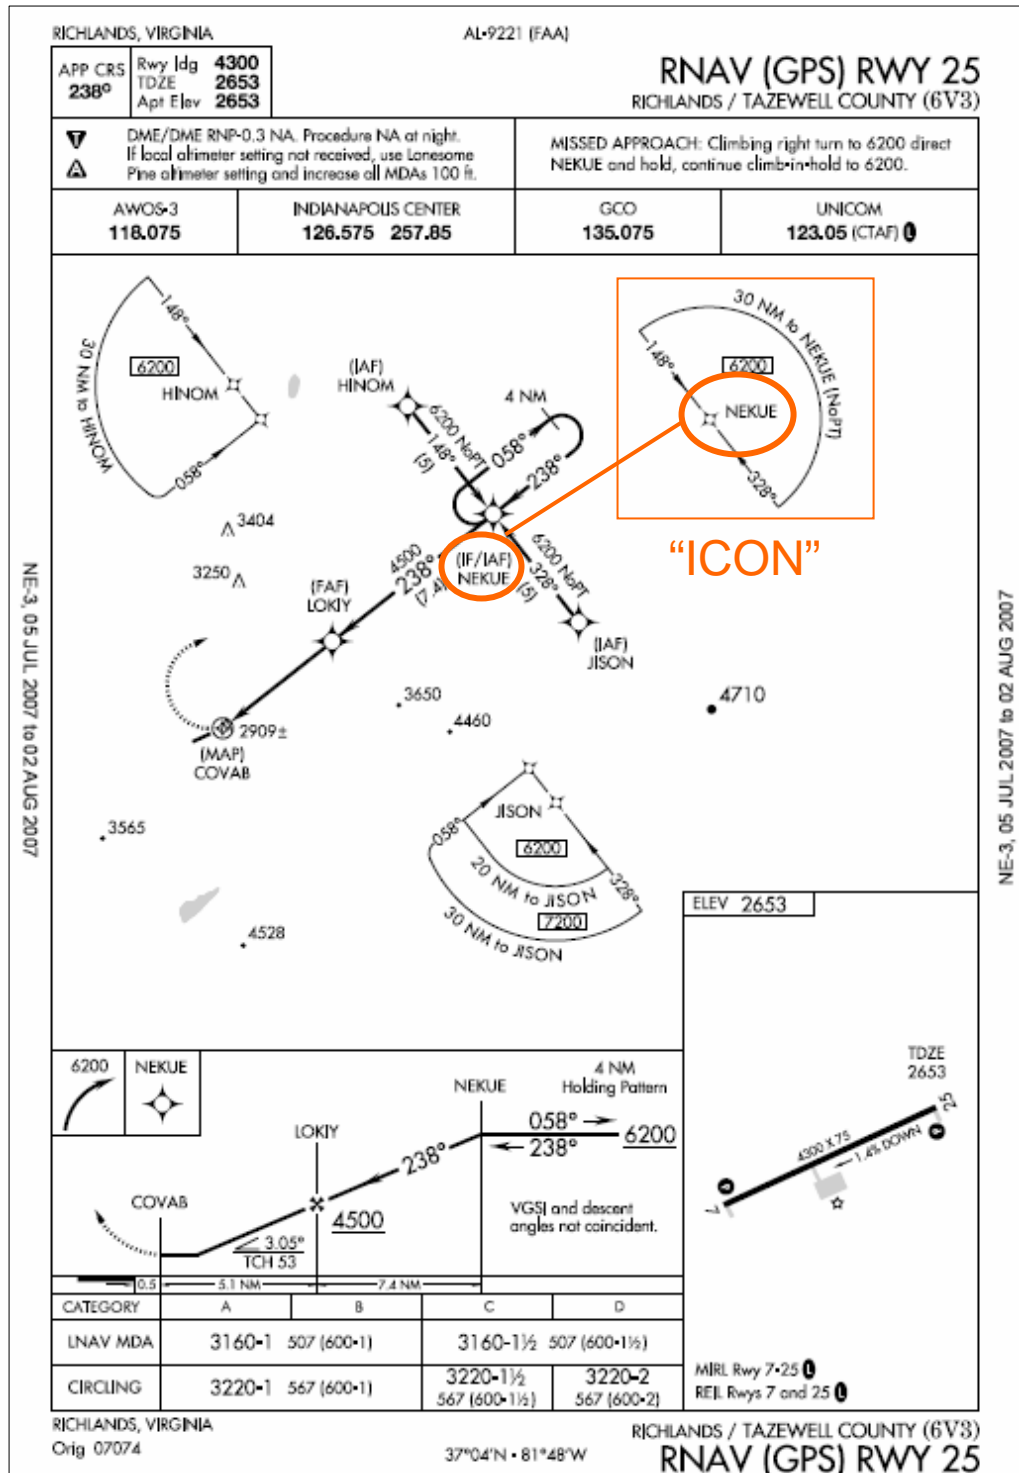 RICHLANDS, VIRGINIA
AL-9221 (FAA)
APP CRS
238°
Rwy ldg 4300
TDZE 2653
Apt Elev 2653
RNAV (GPS) RWY 25
RICHLANDS / TAZEWELL COUNTY (6V3)
T
A
DME/DME RNP-0.3 NA. Procedure NA at night.
If local altimeter setting not received, use Lonesome
Pine altimeter setting and increase all MDAs 100 ft.
MISSED APPROACH: Climbing right turn to 6200 direct
NEKUE and hold, continue climb-in-hold to 6200.
AWOS-3
118.075
INDIANAPOLIS CENTER
126.575 257.85
GCO
135.075
UNICOM
123.05 (CTAF) L
30 NM to HINOM
148°
6200
HINOM
058°
(IAF)
HINOM
6200 NoPT
148°
(5)
4 NM
058°
238°
30 NM to NEKUE (NoPT)
148°
6200
NEKUE
328°
"ICON"
3404
3250
4500
238°
(7.4)
(IF/IAF)
NEKUE
6200 NoPT
328°
(5)
(FAF)
LOKIY
(IAF)
JISON
3650
4460
4710
2909±
(MAP)
COVAB
3565
4528
JISON
058°
6200
328°
20 NM to JISON
7200
30 NM to JISON
NE-3, 05 JUL 2007 to 02 AUG 2007
NE-3, 05 JUL 2007 to 02 AUG 2007
ELEV 2653
TDZE
2653
25
4300 X 75
1.4% DOWN
7
MIRL Rwy 7-25 L
REIL Rwys 7 and 25 L
6200
NEKUE
4 NM
Holding Pattern
NEKUE
058°
238°
6200
LOKIY
238°
COVAB
4500
3.05°
TCH 53
VGSI and descent
angles not coincident.
0.5
5.1 NM
7.4 NM
CATEGORY A B C D
LNAV MDA 3160-1 507 (600-1) 3160-1½ 507 (600-1½)
CIRCLING 3220-1 567 (600-1) 3220-1½ 567 (600-1½) 3220-2 567 (600-2)
RICHLANDS, VIRGINIA
Orig 07074
37°04'N - 81°48'W
RICHLANDS / TAZEWELL COUNTY (6V3)
RNAV (GPS) RWY 25